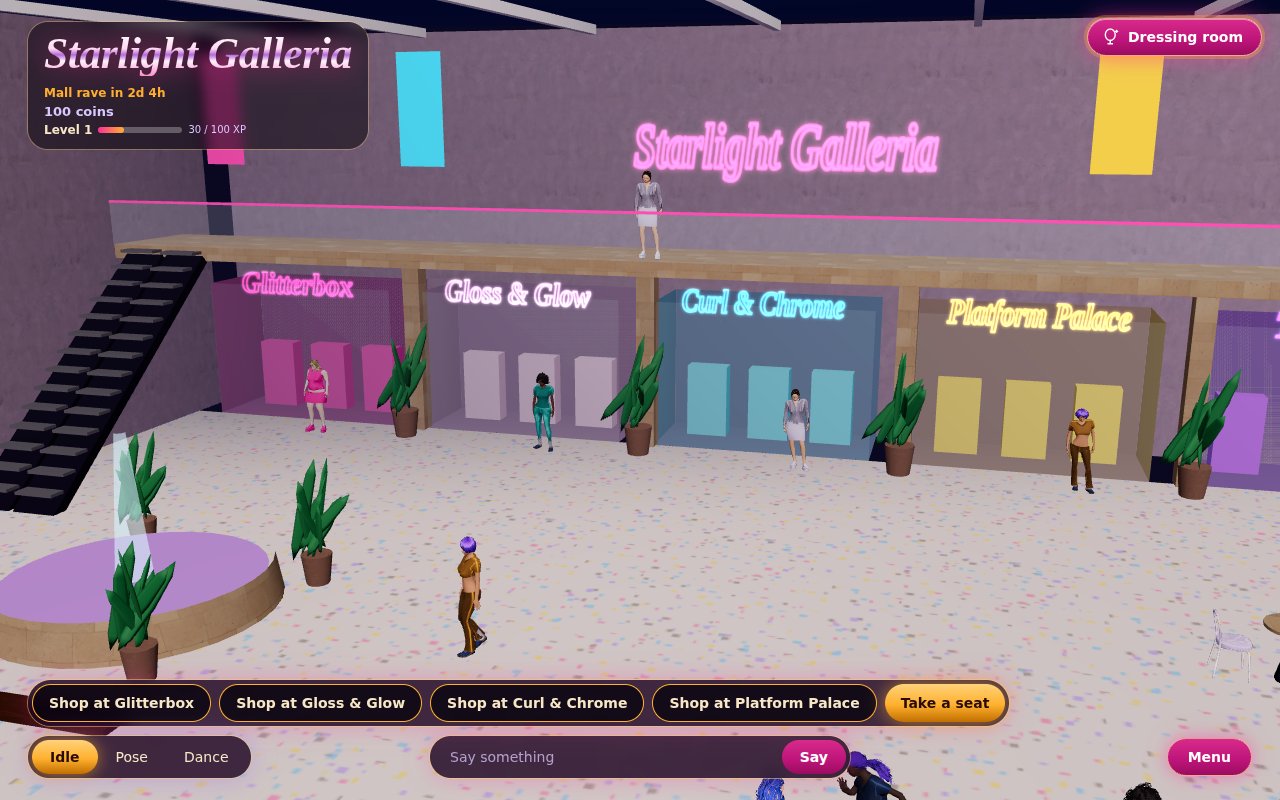 Starlight Galleria
Mall rave in 2d 4h
100 coins
Level 1 30 / 100 XP
Dressing room
Starlight Galleria
Glitterbox
Gloss & Glow
Curl & Chrome
Platform Palace
Shop at Glitterbox
Shop at Gloss & Glow
Shop at Curl & Chrome
Shop at Platform Palace
Take a seat
Idle
Pose
Dance
Say something
Say
Menu